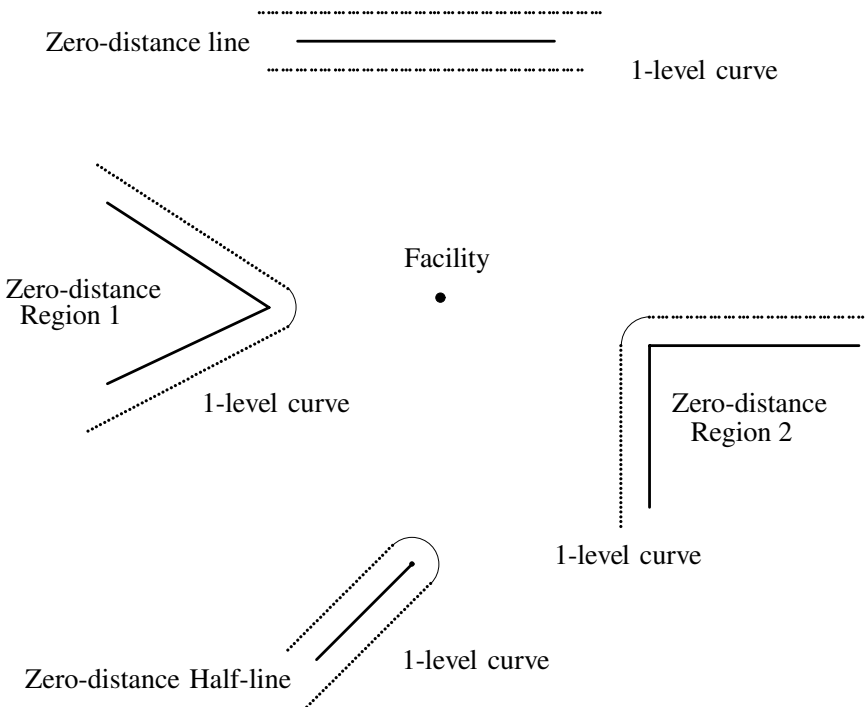 Zero-distance line
1-level curve
Facility
Zero-distance
Region 1
1-level curve
Zero-distance
Region 2
1-level curve
1-level curve
Zero-distance Half-line